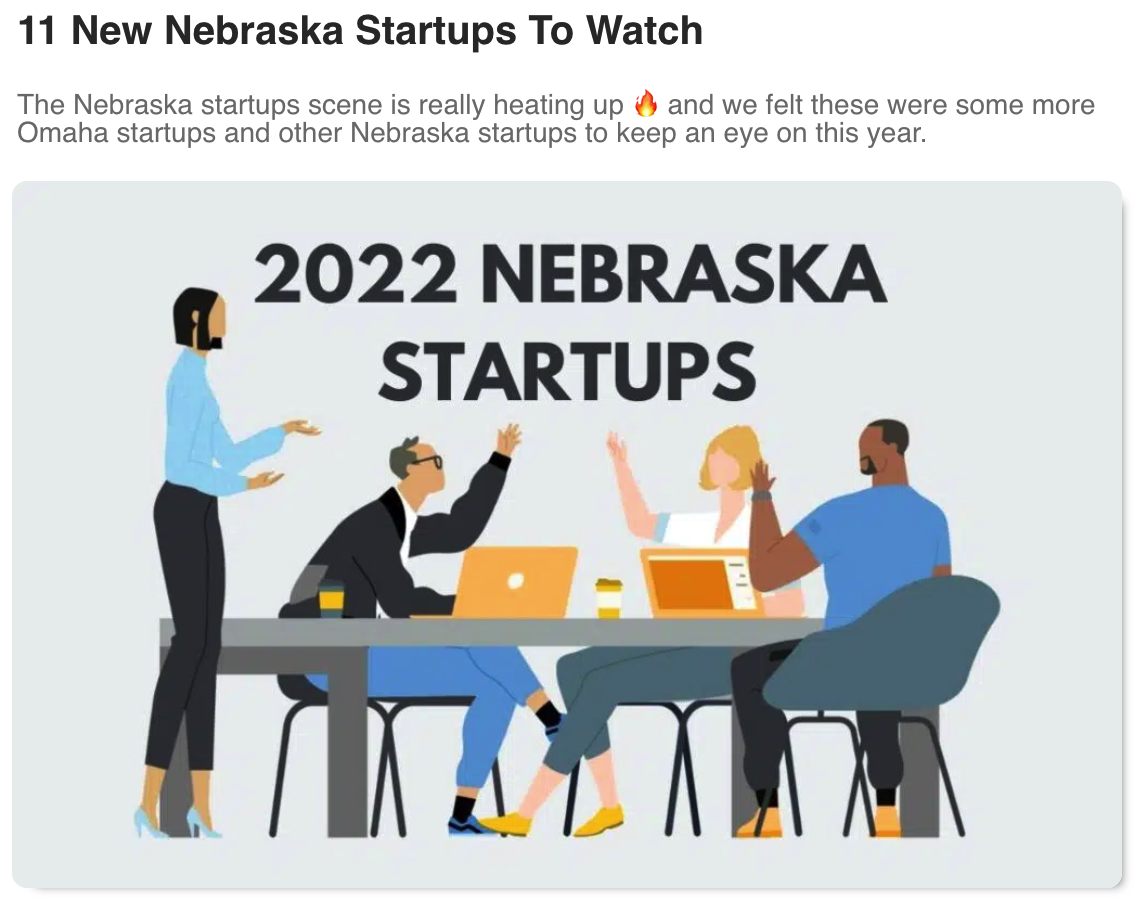 11 New Nebraska Startups To Watch
The Nebraska startups scene is really heating up 🔥 and we felt these were some more
Omaha startups and other Nebraska startups to keep an eye on this year.
2022 NEBRASKA
STARTUPS